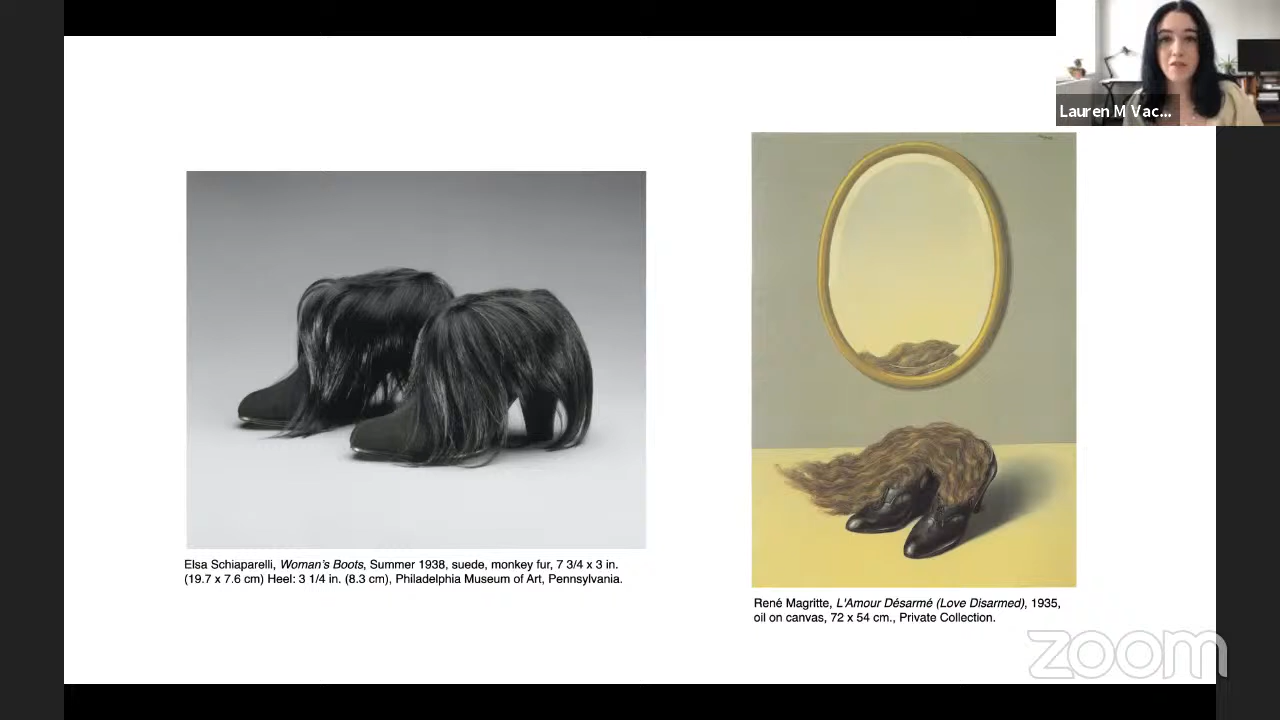 Lauren M Vac...
Elsa Schiaparelli, Woman's Boots, Summer 1938, suede, monkey fur, 7 3/4 x 3 in.
(19.7 x 7.6 cm) Heel: 3 1/4 in. (8.3 cm), Philadelphia Museum of Art, Pennsylvania.
René Magritte, L'Amour Désarmé (Love Disarmed), 1935,
oil on canvas, 72 x 54 cm., Private Collection.
zoom